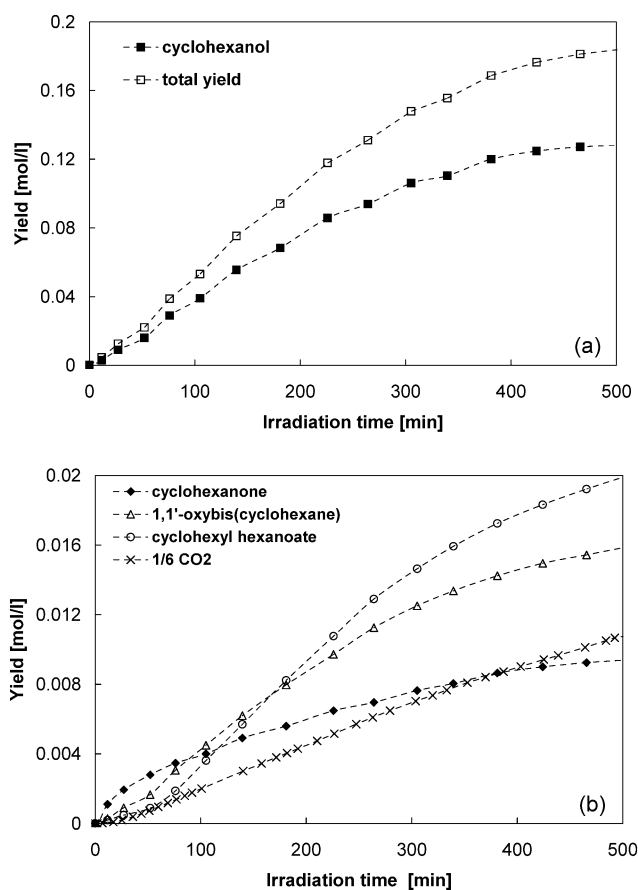 0.2
cyclohexanol
total yield
0.16
0.12
0.08
0.04
0
Yield [mol/l]
(a)
0 100 200 300 400 500
Irradiation time [min]
0.02
cyclohexanone
1,1'-oxybis(cyclohexane)
cyclohexyl hexanoate
1/6 CO2
0.016
0.012
0.008
0.004
0
Yield [mol/l]
(b)
0 100 200 300 400 500
Irradiation time [min]